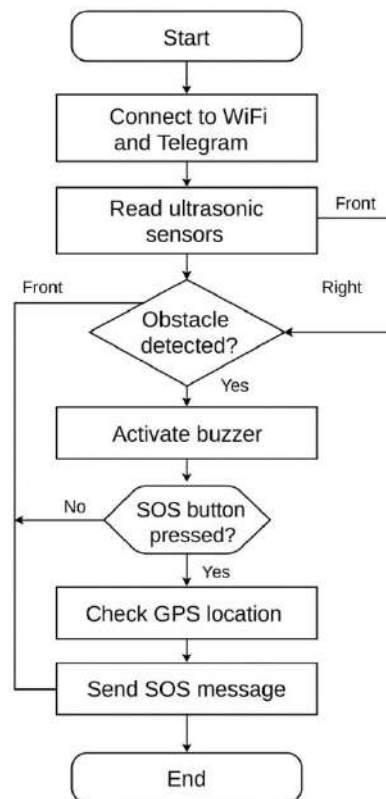 Start
Connect to WiFi
and Telegram
Read ultrasonic
sensors
Front
Front
Right
Obstacle
detected?
Yes
Activate buzzer
No
SOS button
pressed?
Yes
Check GPS location
Send SOS message
End